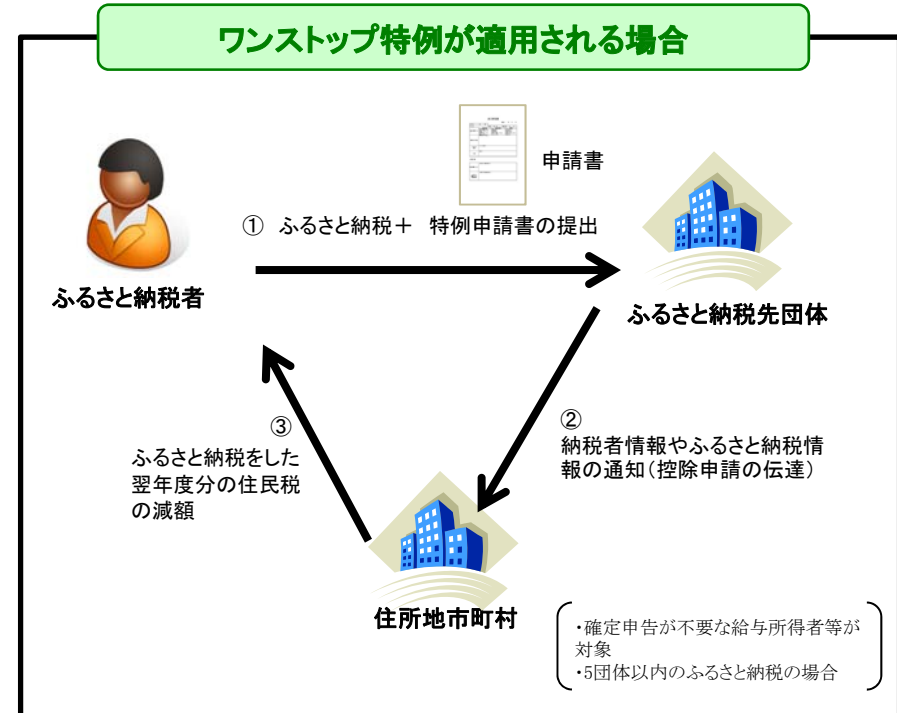 ワンストップ特例が適用される場合
申請書
① ふるさと納税＋ 特例申請書の提出
ふるさと納税者
ふるさと納税先団体
②
納税者情報やふるさと納税情
報の通知（控除申請の伝達）
③
ふるさと納税をした
翌年度分の住民税
の減額
住所地市町村
・確定申告が不要な給与所得者等が
対象
・5団体以内のふるさと納税の場合